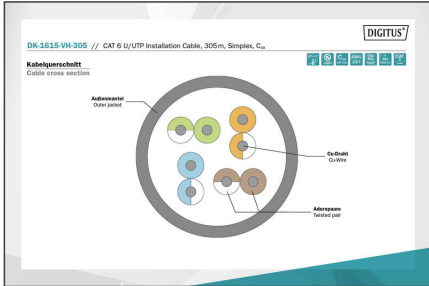 DIGITUS®
DK-1615-VH-305 // CAT 6 U/UTP Installation Cable, 305m, Simplex, Cca
Kabelquerschnitt
Cable cross section
Außenmantel
Outer jacket
Cu-Draht
Cu-Wire
Aderpaare
Twisted pair